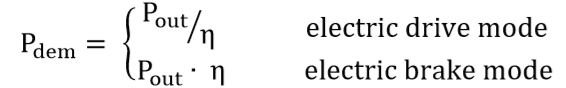 P_dem = { P_out/η electric drive mode
P_out · η electric brake mode